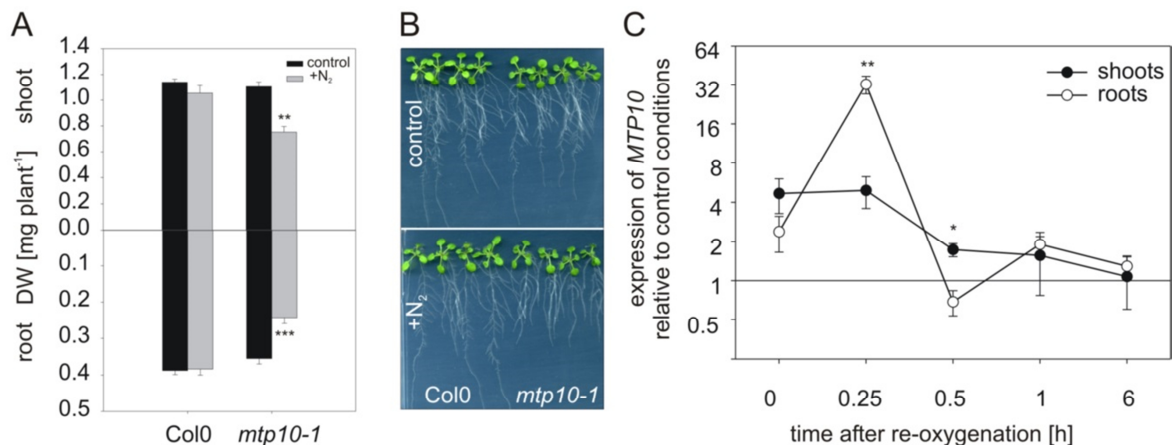 A
1.4
1.2
1.0
0.8
0.6
0.4
0.2
0.0
0.1
0.2
0.3
0.4
0.5
root DW [mg plant⁻¹] shoot
control
+N₂
**
***
Col0 mtp10-1
B
control
+N₂
Col0 mtp10-1
C
64
32
16
8
4
2
1
0.5
expression of MTP10
relative to control conditions
shoots
roots
**
*
0 0.25 0.5 1 6
time after re-oxygenation [h]